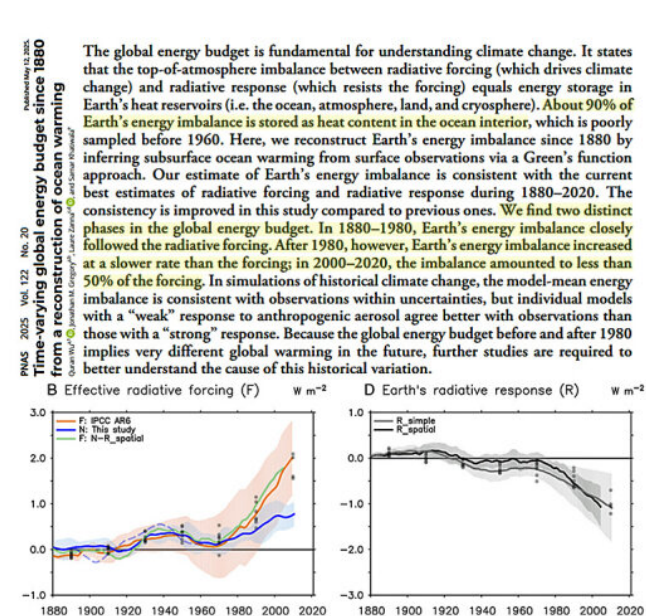 Published May 12, 2025.
PNAS 2025 Vol. 122 No. 20
Time-varying global energy budget since 1880
from a reconstruction of ocean warming
Quran Wu, Jonathan M. Gregory, Laure Zanna, and Samar Khatiwala
The global energy budget is fundamental for understanding climate change. It states
that the top-of-atmosphere imbalance between radiative forcing (which drives climate
change) and radiative response (which resists the forcing) equals energy storage in
Earth's heat reservoirs (i.e. the ocean, atmosphere, land, and cryosphere). About 90% of
Earth's energy imbalance is stored as heat content in the ocean interior, which is poorly
sampled before 1960. Here, we reconstruct Earth's energy imbalance since 1880 by
inferring subsurface ocean warming from surface observations via a Green's function
approach. Our estimate of Earth's energy imbalance is consistent with the current
best estimates of radiative forcing and radiative response during 1880–2020. The
consistency is improved in this study compared to previous ones. We find two distinct
phases in the global energy budget. In 1880–1980, Earth's energy imbalance closely
followed the radiative forcing. After 1980, however, Earth's energy imbalance increased
at a slower rate than the forcing; in 2000–2020, the imbalance amounted to less than
50% of the forcing. In simulations of historical climate change, the model-mean energy
imbalance is consistent with observations within uncertainties, but individual models
with a "weak" response to anthropogenic aerosol agree better with observations than
those with a "strong" response. Because the global energy budget before and after 1980
implies very different global warming in the future, further studies are required to
better understand the cause of this historical variation.
B Effective radiative forcing (F) W m-2
3.0
F: IPCC AR6
N: This study
F: N-R_spatial
2.0
1.0
0.0
-1.0
1880 1900 1920 1940 1960 1980 2000 2020
D Earth's radiative response (R) W m-2
1.0
R_simple
R_spatial
0.0
-1.0
-2.0
-3.0
1880 1900 1920 1940 1960 1980 2000 2020